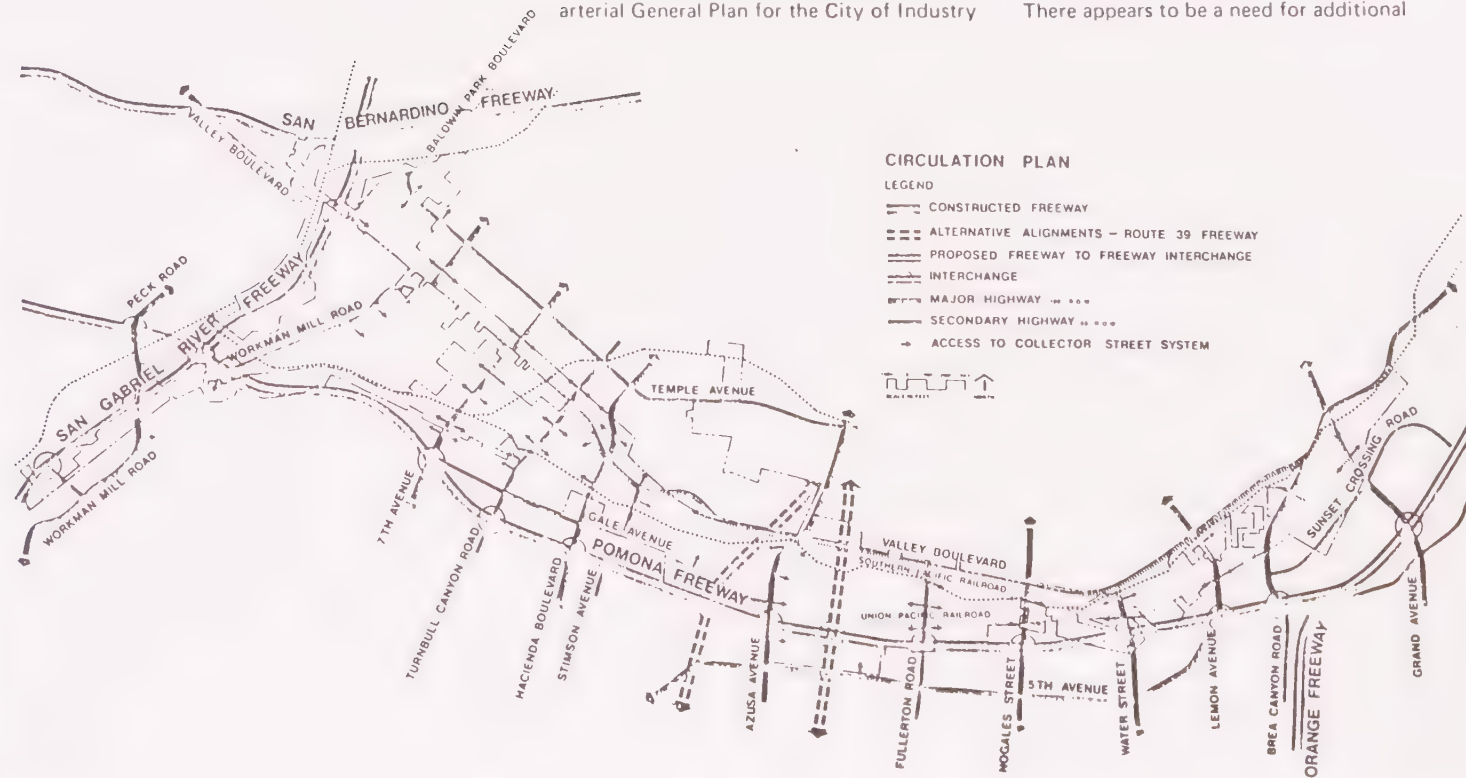 arterial General Plan for the City of Industry
There appears to be a need for additional
BALDWIN PARK BOULEVARD
SAN BERNARDINO FREEWAY
VALLEY BOULEVARD
CIRCULATION PLAN
LEGEND
CONSTRUCTED FREEWAY
ALTERNATIVE ALIGNMENTS – ROUTE 39 FREEWAY
PROPOSED FREEWAY TO FREEWAY INTERCHANGE
INTERCHANGE
MAJOR HIGHWAY
SECONDARY HIGHWAY
ACCESS TO COLLECTOR STREET SYSTEM
NORTH
PECK ROAD
SAN GABRIEL RIVER FREEWAY
WORKMAN MILL ROAD
WORKMAN MILL ROAD
TEMPLE AVENUE
7TH AVENUE
TURNBULL CANYON ROAD
HACIENDA BOULEVARD
STIMSON AVENUE
GALE AVENUE
POMONA FREEWAY
AZUSA AVENUE
VALLEY BOULEVARD
SOUTHERN PACIFIC RAILROAD
UNION PACIFIC RAILROAD
FULLERTON ROAD
NOGALES STREET
5TH AVENUE
WATER STREET
LEMON AVENUE
BREA CANYON ROAD
ORANGE FREEWAY
SUNSET CROSSING ROAD
GRAND AVENUE